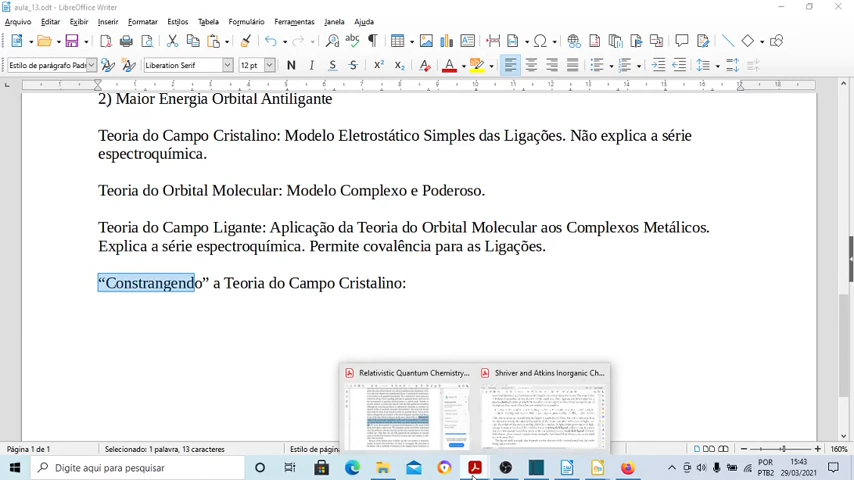 aula_13.odt - LibreOffice Writer
Arquivo Editar Exibir Inserir Formatar Estilos Tabela Formulário Ferramentas Janela Ajuda
Estilo de parágrafo Padr Liberation Serif 12 pt
2) Maior Energia Orbital Antiligante
Teoria do Campo Cristalino: Modelo Eletrostático Simples das Ligações. Não explica a série
espectroquímica.
Teoria do Orbital Molecular: Modelo Complexo e Poderoso.
Teoria do Campo Ligante: Aplicação da Teoria do Orbital Molecular aos Complexos Metálicos.
Explica a série espectroquímica. Permite covalência para as Ligações.
“Constrangendo” a Teoria do Campo Cristalino:
Relativistic Quantum Chemistry... Shriver and Atkins Inorganic Ch...
Página 1 de 1 Selecionado: 1 palavra, 13 caracteres Estilo de página 160%
Digite aqui para pesquisar POR 15:43
PTB2 29/03/2021